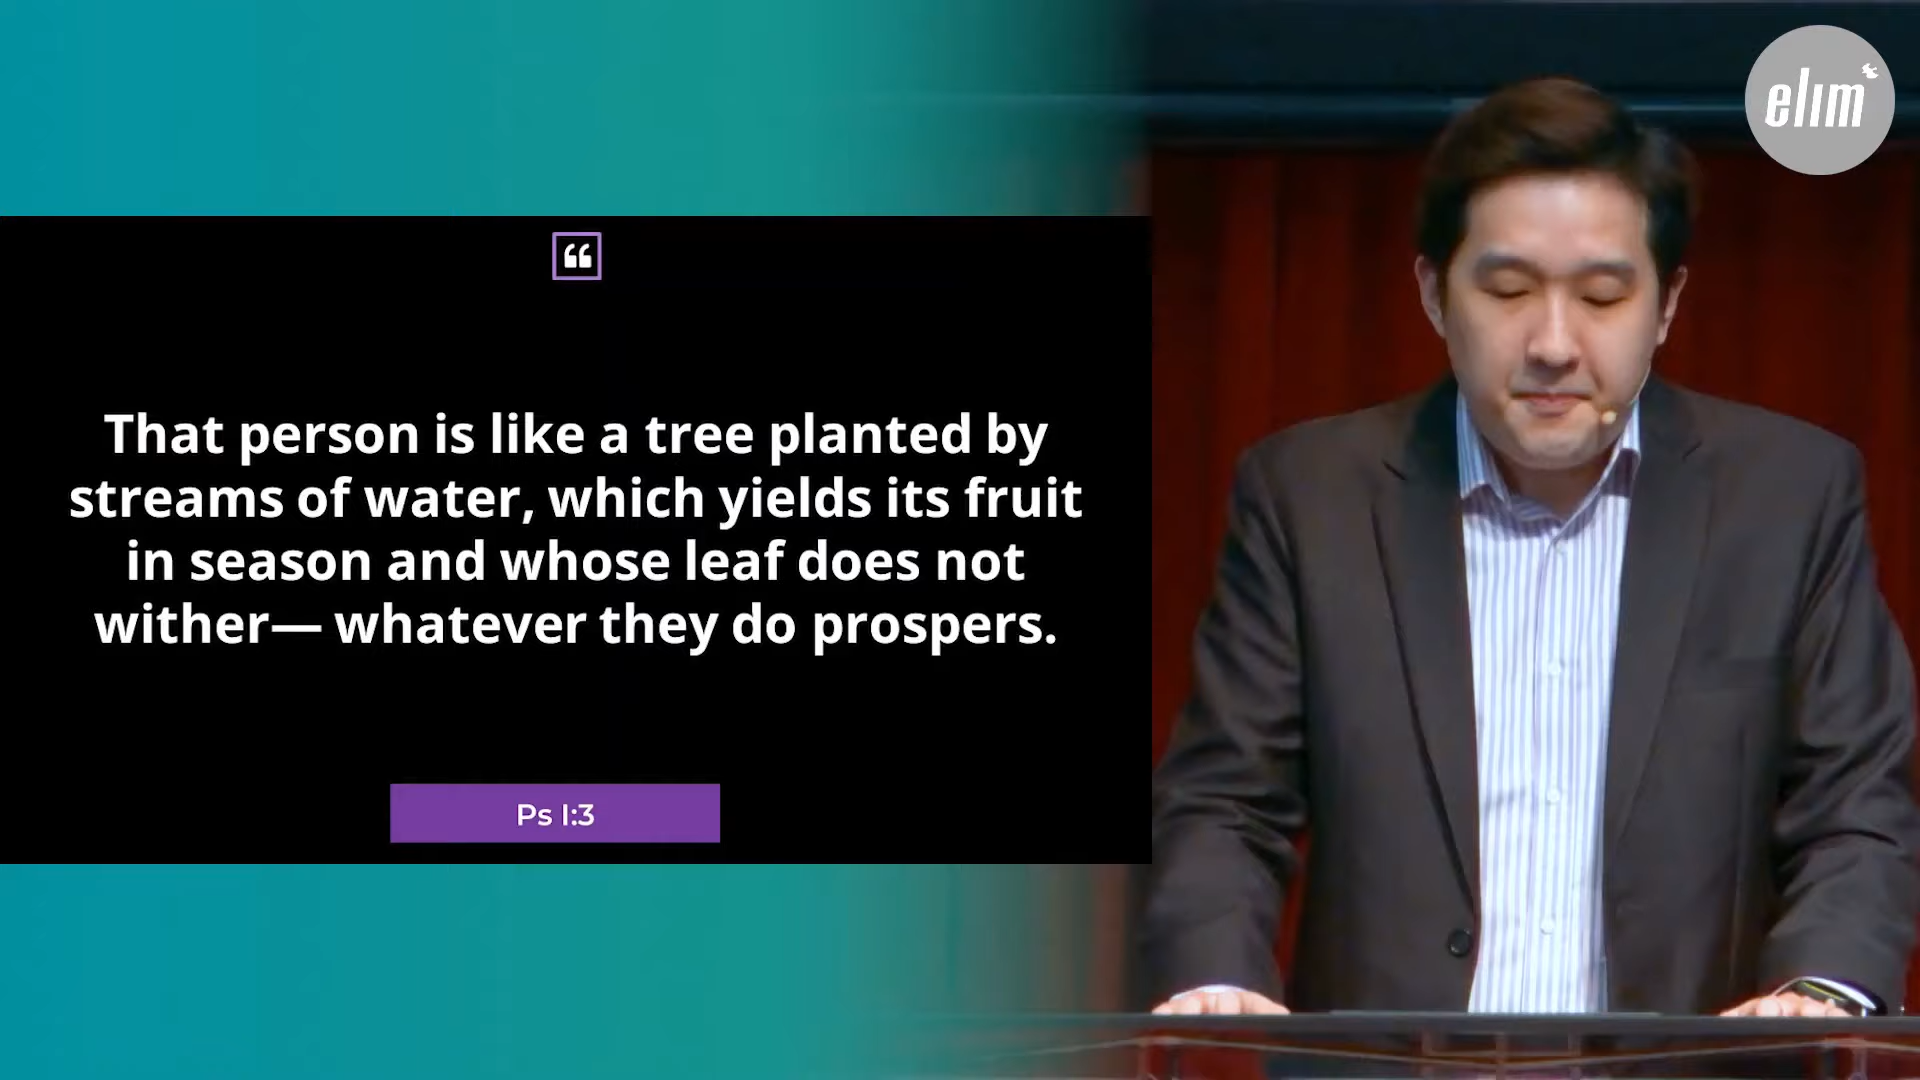 elım
“
That person is like a tree planted by
streams of water, which yields its fruit
in season and whose leaf does not
wither— whatever they do prospers.
Ps 1:3